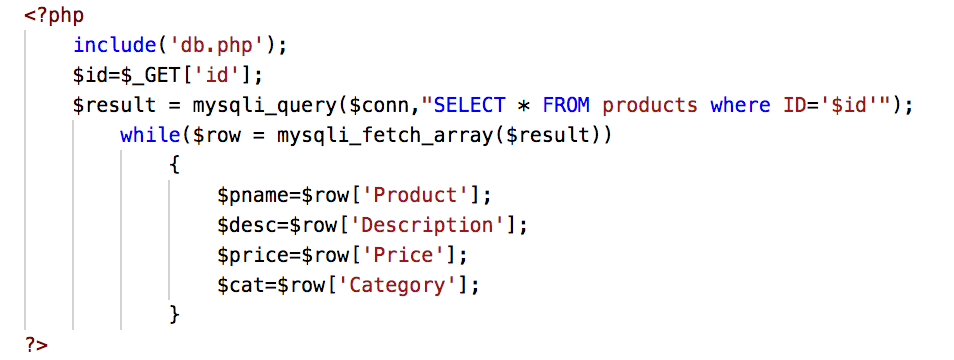 <?php
include('db.php');
$id=$_GET['id'];
$result = mysqli_query($conn,"SELECT * FROM products where ID='$id'");
while($row = mysqli_fetch_array($result))
{
$pname=$row['Product'];
$desc=$row['Description'];
$price=$row['Price'];
$cat=$row['Category'];
}
?>